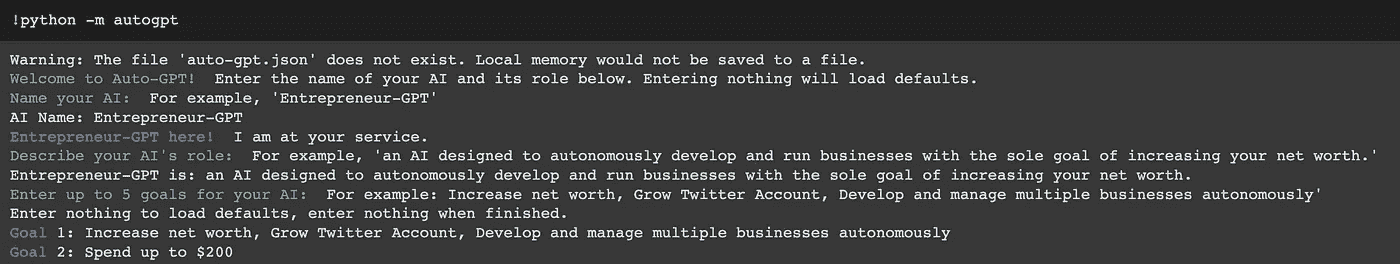 !python -m autogpt
Warning: The file 'auto-gpt.json' does not exist. Local memory would not be saved to a file.
Welcome to Auto-GPT!  Enter the name of your AI and its role below. Entering nothing will load defaults.
Name your AI:  For example, 'Entrepreneur-GPT'
AI Name: Entrepreneur-GPT
Entrepreneur-GPT here!  I am at your service.
Describe your AI's role:  For example, 'an AI designed to autonomously develop and run businesses with the sole goal of increasing your net worth.'
Entrepreneur-GPT is: an AI designed to autonomously develop and run businesses with the sole goal of increasing your net worth.
Enter up to 5 goals for your AI:  For example: Increase net worth, Grow Twitter Account, Develop and manage multiple businesses autonomously'
Enter nothing to load defaults, enter nothing when finished.
Goal 1: Increase net worth, Grow Twitter Account, Develop and manage multiple businesses autonomously
Goal 2: Spend up to $200